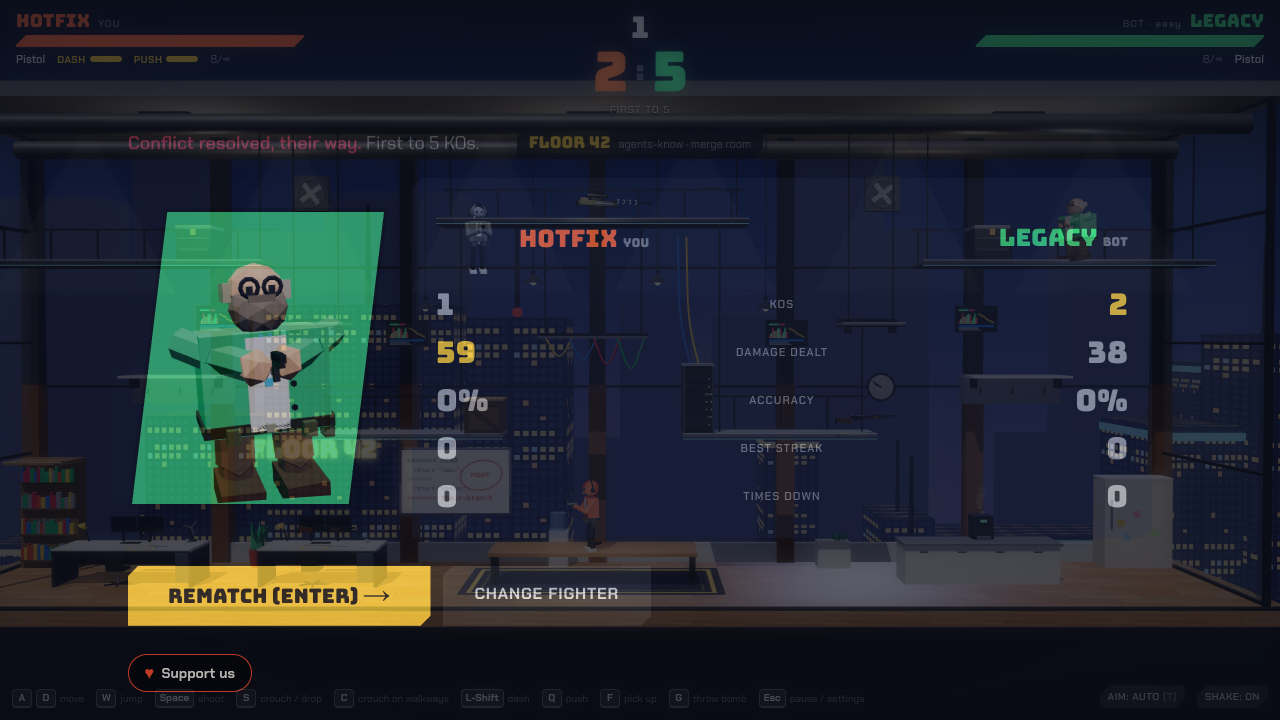 HOTFIX YOU
1
BOT · easy LEGACY
Pistol DASH PUSH 8/∞
2 : 5
8/∞ Pistol
FIRST TO 5
Conflict resolved, their way. First to 5 KOs.
FLOOR 42 agents-know · merge room
HOTFIX YOU
LEGACY BOT
1 KOS 2
59 DAMAGE DEALT 38
0% ACCURACY 0%
0 BEST STREAK 0
0 TIMES DOWN 0
FLOOR 42
FIGHT
REMATCH (ENTER) →
CHANGE FIGHTER
♥ Support us
A D move W jump Space shoot S crouch / drop C crouch on walkways L-Shift dash Q push F pick up G throw bomb Esc pause / settings
AIM: AUTO (T) SHAKE: ON